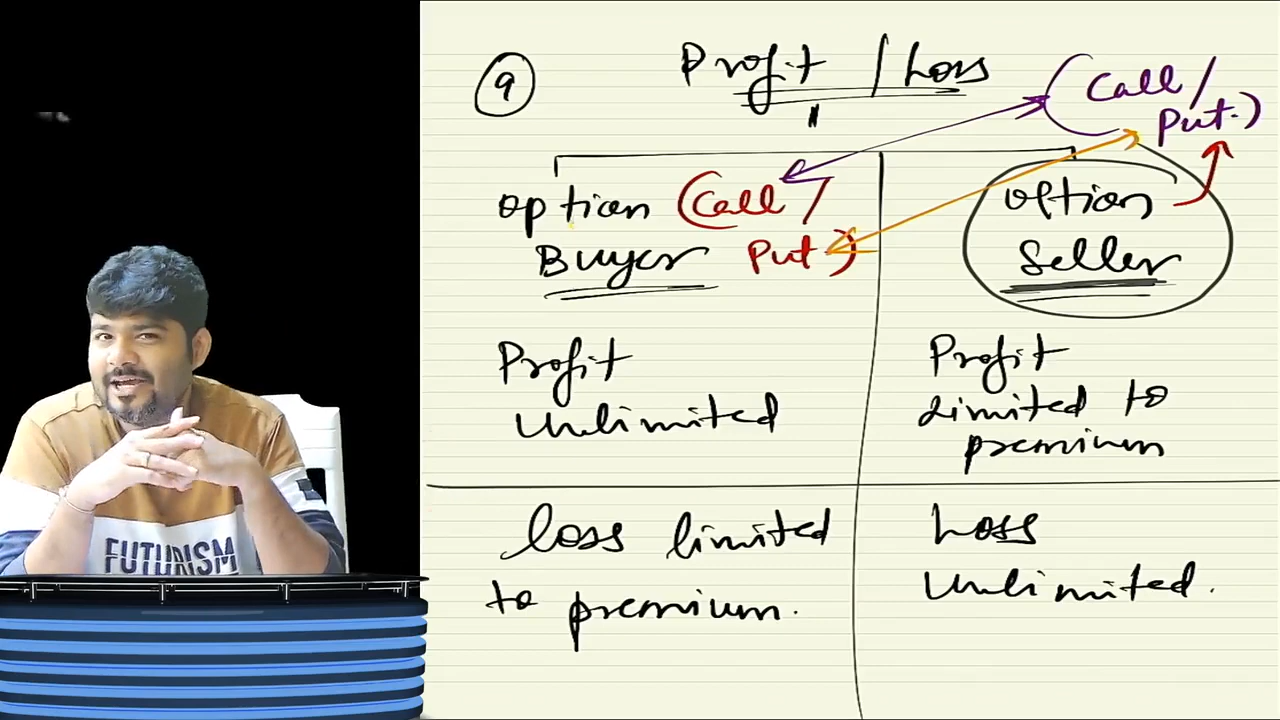 9
Profit / Loss
(Call /
Put.)
option (Call /
Buyer Put)
option
Seller
Profit
Unlimited
Profit
Limited to
premium
loss limited
to premium.
Loss
Unlimited.
FUTURISM